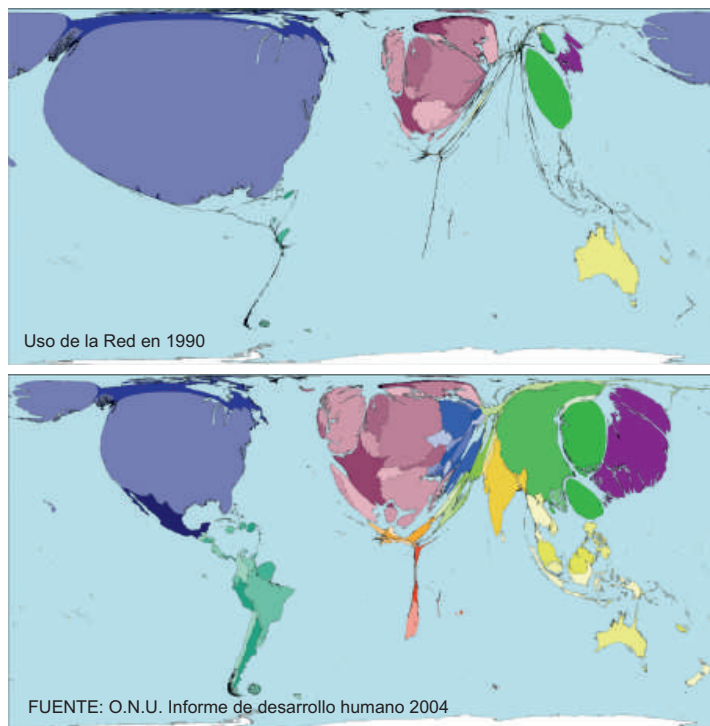 Uso de la Red en 1990
FUENTE: O.N.U. Informe de desarrollo humano 2004